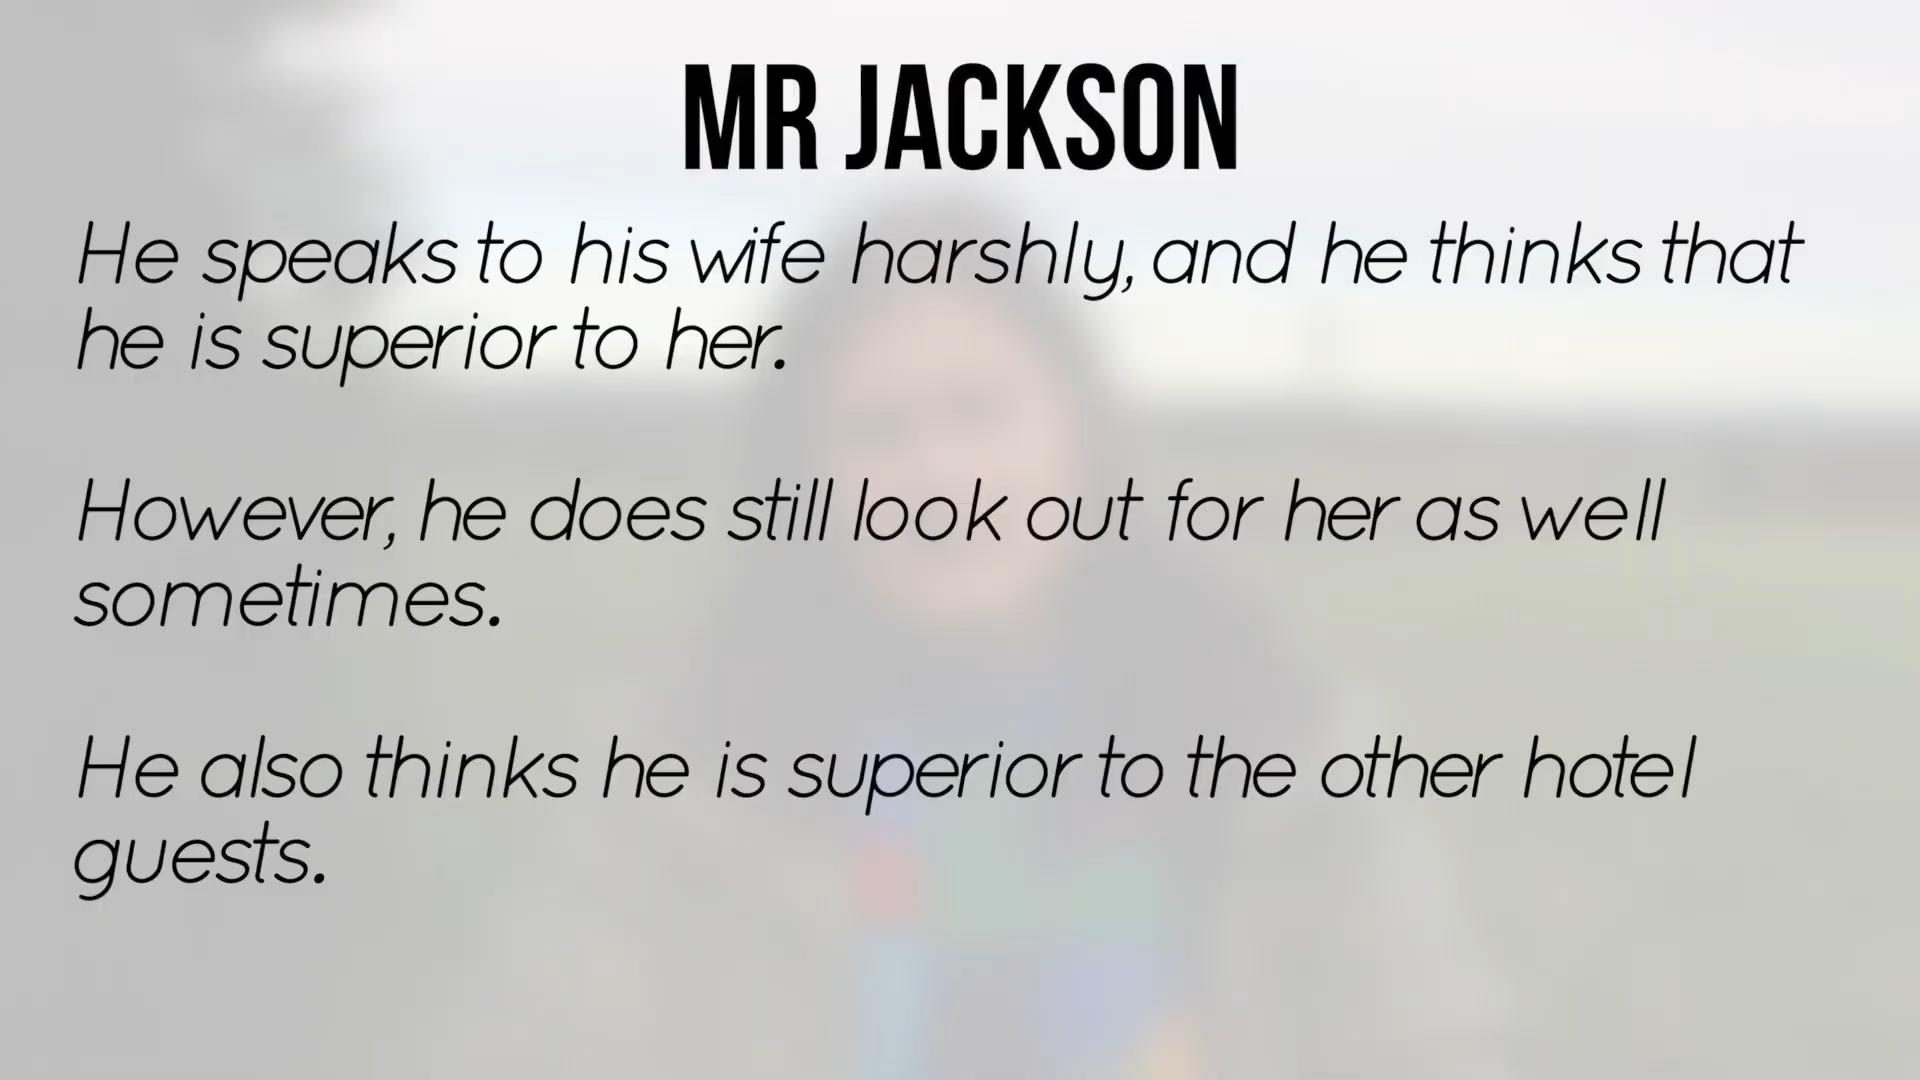 MR JACKSON
He speaks to his wife harshly, and he thinks that
he is superior to her.
However, he does still look out for her as well
sometimes.
He also thinks he is superior to the other hotel
guests.